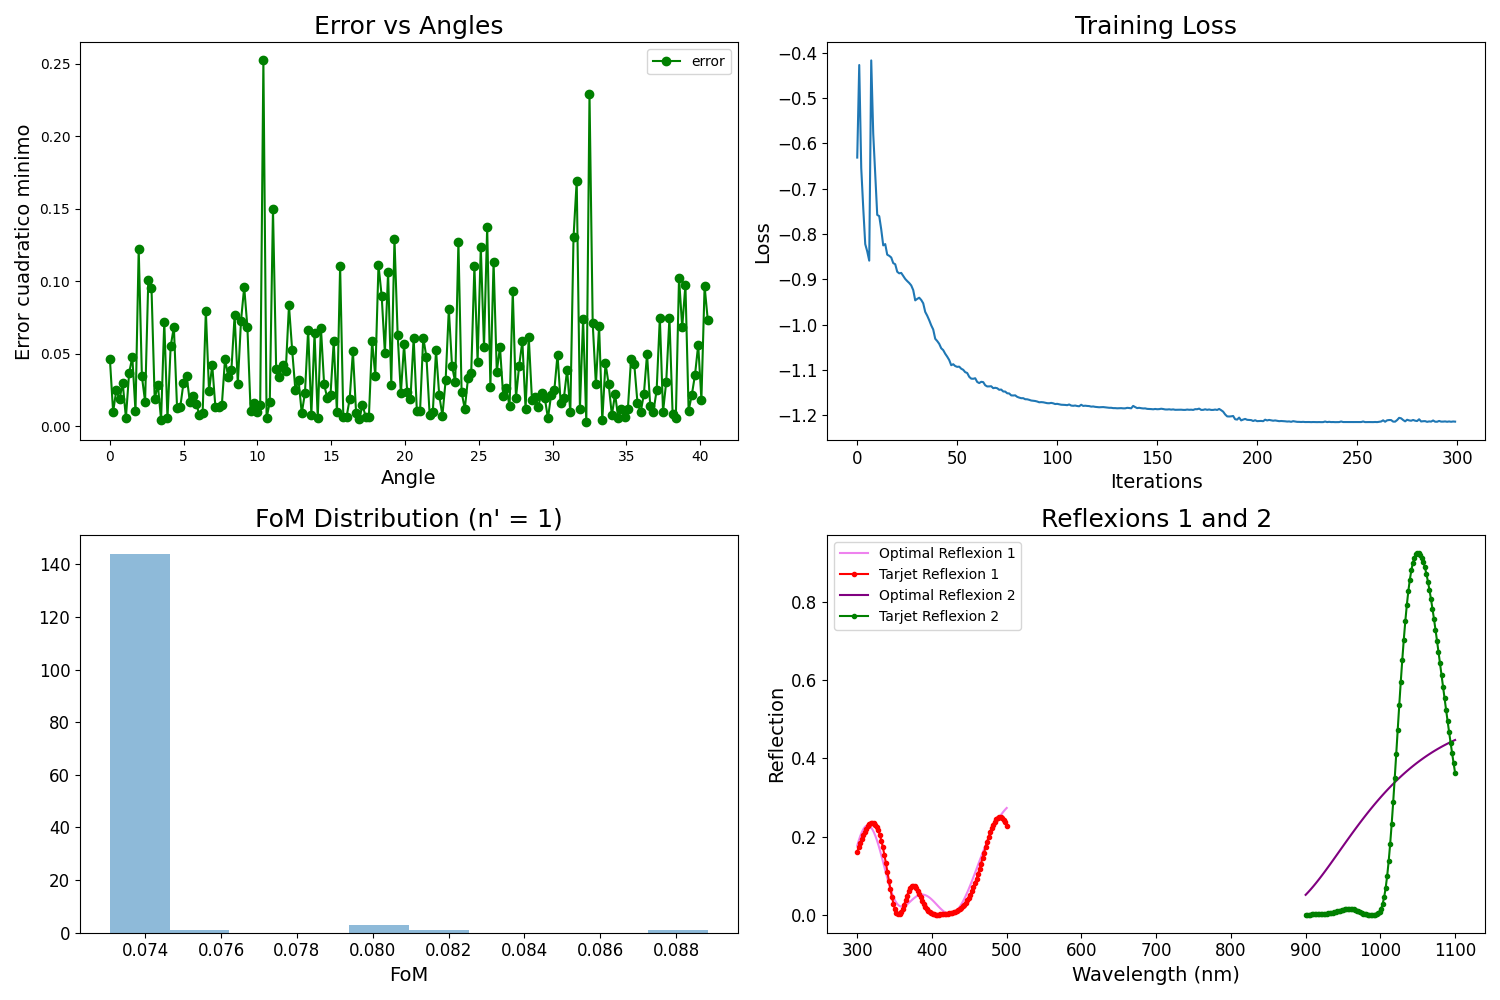 Error vs Angles
Error cuadratico minimo
0.25
0.20
0.15
0.10
0.05
0.00
error
0 5 10 15 20 25 30 35 40
Angle
Training Loss
Loss
−0.4
−0.5
−0.6
−0.7
−0.8
−0.9
−1.0
−1.1
−1.2
0 50 100 150 200 250 300
Iterations
FoM Distribution (n' = 1)
140
120
100
80
60
40
20
0
0.074 0.076 0.078 0.080 0.082 0.084 0.086 0.088
FoM
Reflexions 1 and 2
Reflection
0.8
0.6
0.4
0.2
0.0
Optimal Reflexion 1
Tarjet Reflexion 1
Optimal Reflexion 2
Tarjet Reflexion 2
300 400 500 600 700 800 900 1000 1100
Wavelength (nm)